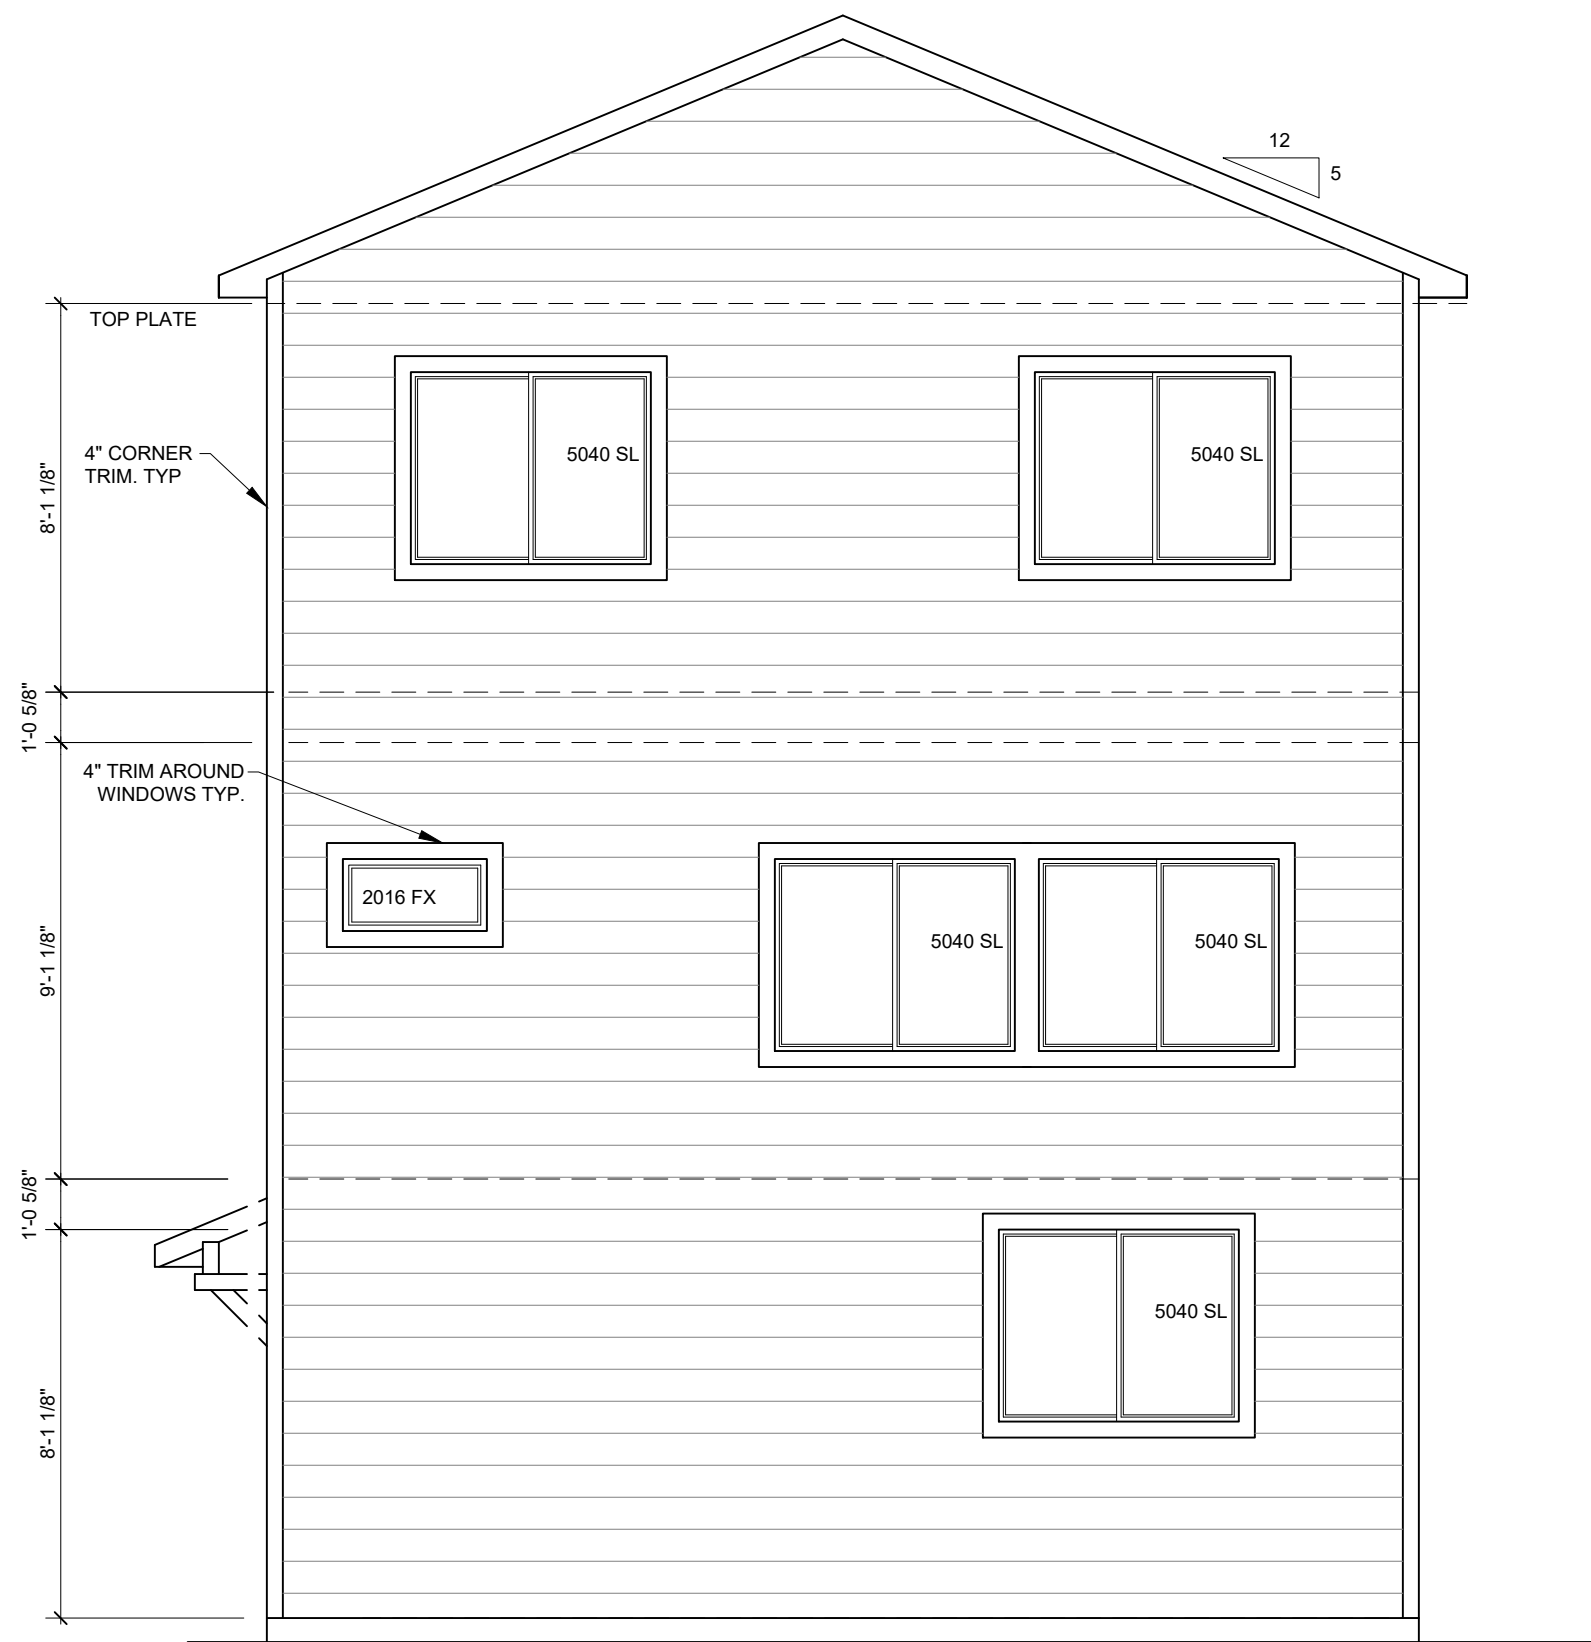 12
5
TOP PLATE
4" CORNER
TRIM. TYP
8'-1 1/8"
5040 SL
5040 SL
1'-0 5/8"
4" TRIM AROUND
WINDOWS TYP.
2016 FX
9'-1 1/8"
5040 SL
5040 SL
1'-0 5/8"
5040 SL
8'-1 1/8"